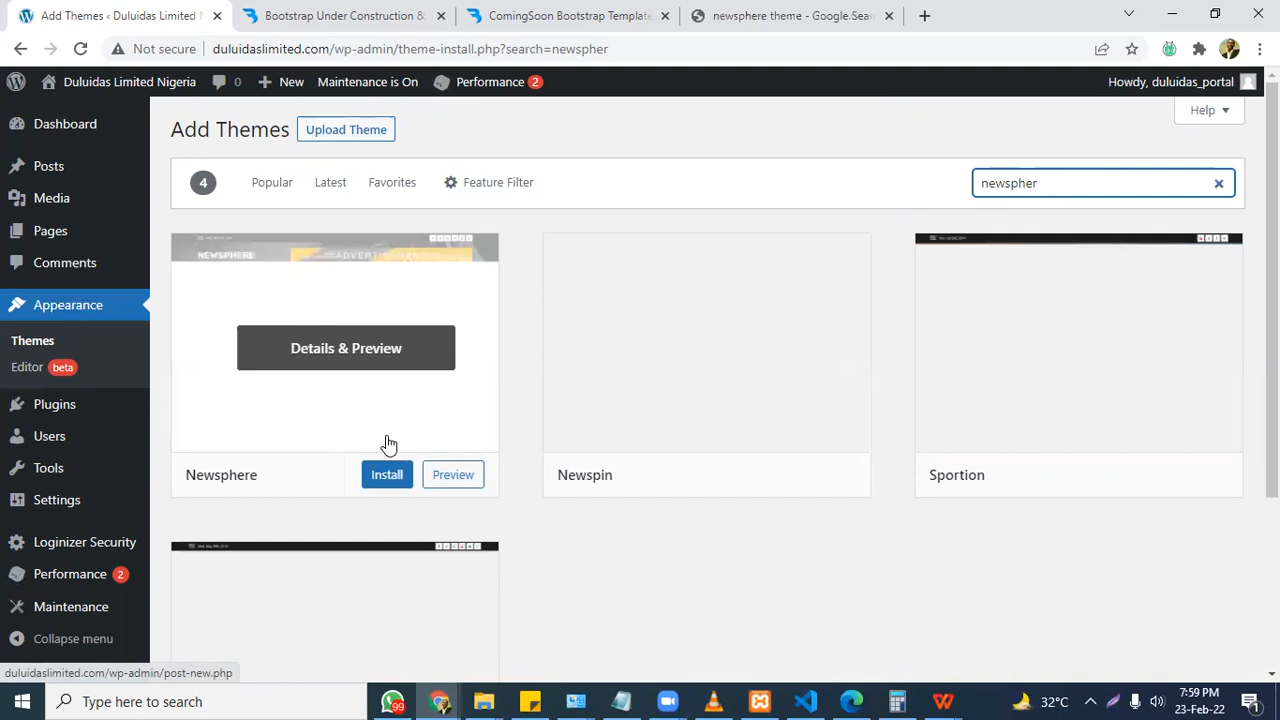 Add Themes ‹ Duluidas Limited N
Bootstrap Under Construction &
ComingSoon Bootstrap Template
newsphere theme - Google Sear
Not secure
duluidaslimited.com/wp-admin/theme-install.php?search=newspher
Duluidas Limited Nigeria
0
New
Maintenance is On
Performance 2
Howdy, duluidas_portal
Dashboard
Posts
Media
Pages
Comments
Appearance
Themes
Editor beta
Plugins
Users
Tools
Settings
Loginizer Security
Performance 2
Maintenance
Collapse menu
Help
Add Themes
Upload Theme
4
Popular
Latest
Favorites
Feature Filter
newspher
NEWSPHERE
Details & Preview
Newsphere
Install
Preview
Newspin
Sportion
duluidaslimited.com/wp-admin/post-new.php
Type here to search
99
32°C
7:59 PM
23-Feb-22
1